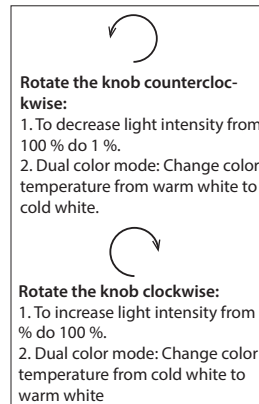 Rotate the knob countercloc-
kwise:
1. To decrease light intensity from
100 % do 1 %.
2. Dual color mode: Change color
temperature from warm white to
cold white.
Rotate the knob clockwise:
1. To increase light intensity from
% do 100 %.
2. Dual color mode: Change color
temperature from cold white to
warm white